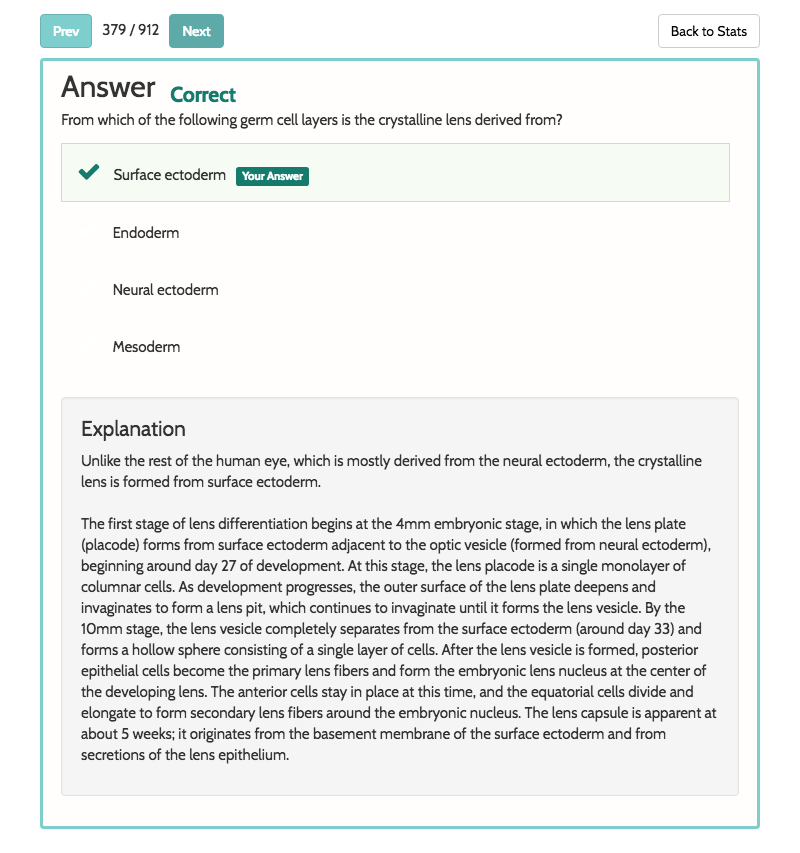 Prev 379 / 912 Next Back to Stats
Answer Correct
From which of the following germ cell layers is the crystalline lens derived from?
Surface ectoderm Your Answer
Endoderm
Neural ectoderm
Mesoderm
Explanation
Unlike the rest of the human eye, which is mostly derived from the neural ectoderm, the crystalline
lens is formed from surface ectoderm.
The first stage of lens differentiation begins at the 4mm embryonic stage, in which the lens plate
(placode) forms from surface ectoderm adjacent to the optic vesicle (formed from neural ectoderm),
beginning around day 27 of development. At this stage, the lens placode is a single monolayer of
columnar cells. As development progresses, the outer surface of the lens plate deepens and
invaginates to form a lens pit, which continues to invaginate until it forms the lens vesicle. By the
10mm stage, the lens vesicle completely separates from the surface ectoderm (around day 33) and
forms a hollow sphere consisting of a single layer of cells. After the lens vesicle is formed, posterior
epithelial cells become the primary lens fibers and form the embryonic lens nucleus at the center of
the developing lens. The anterior cells stay in place at this time, and the equatorial cells divide and
elongate to form secondary lens fibers around the embryonic nucleus. The lens capsule is apparent at
about 5 weeks; it originates from the basement membrane of the surface ectoderm and from
secretions of the lens epithelium.